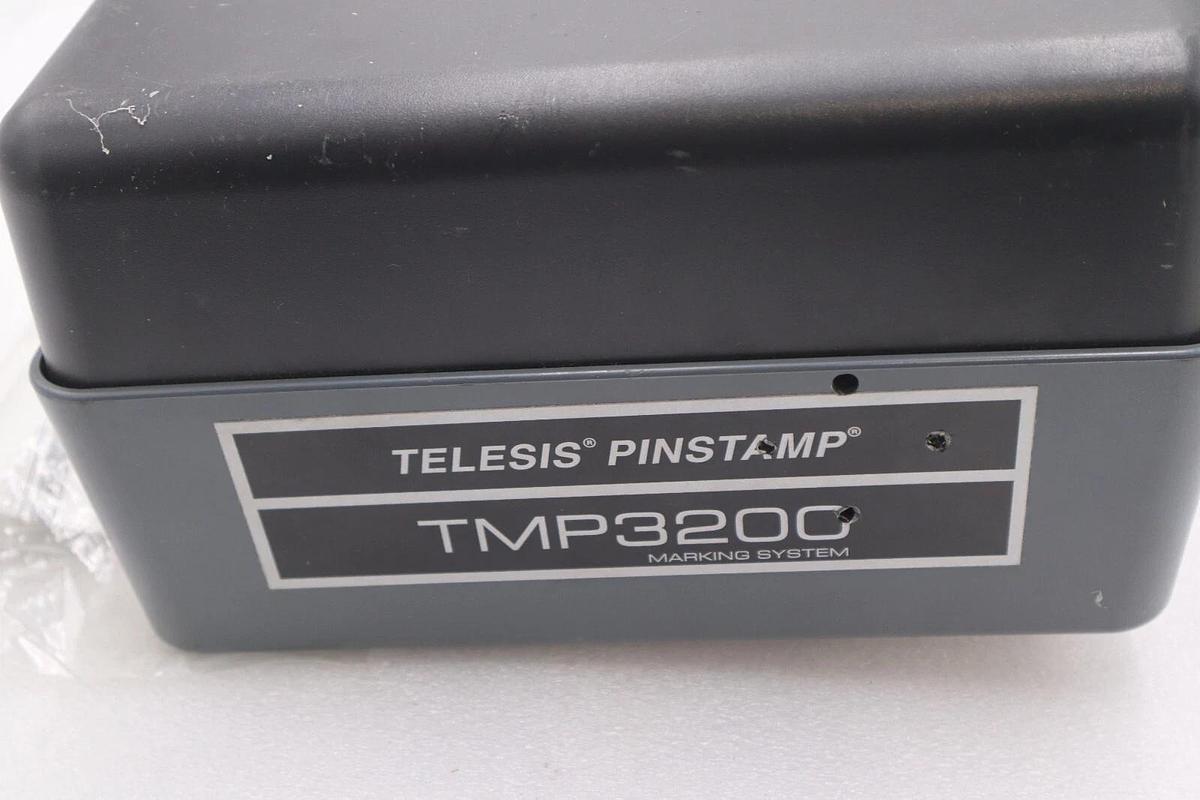 TELESIS® PINSTAMP®
TMP3200
MARKING SYSTEM